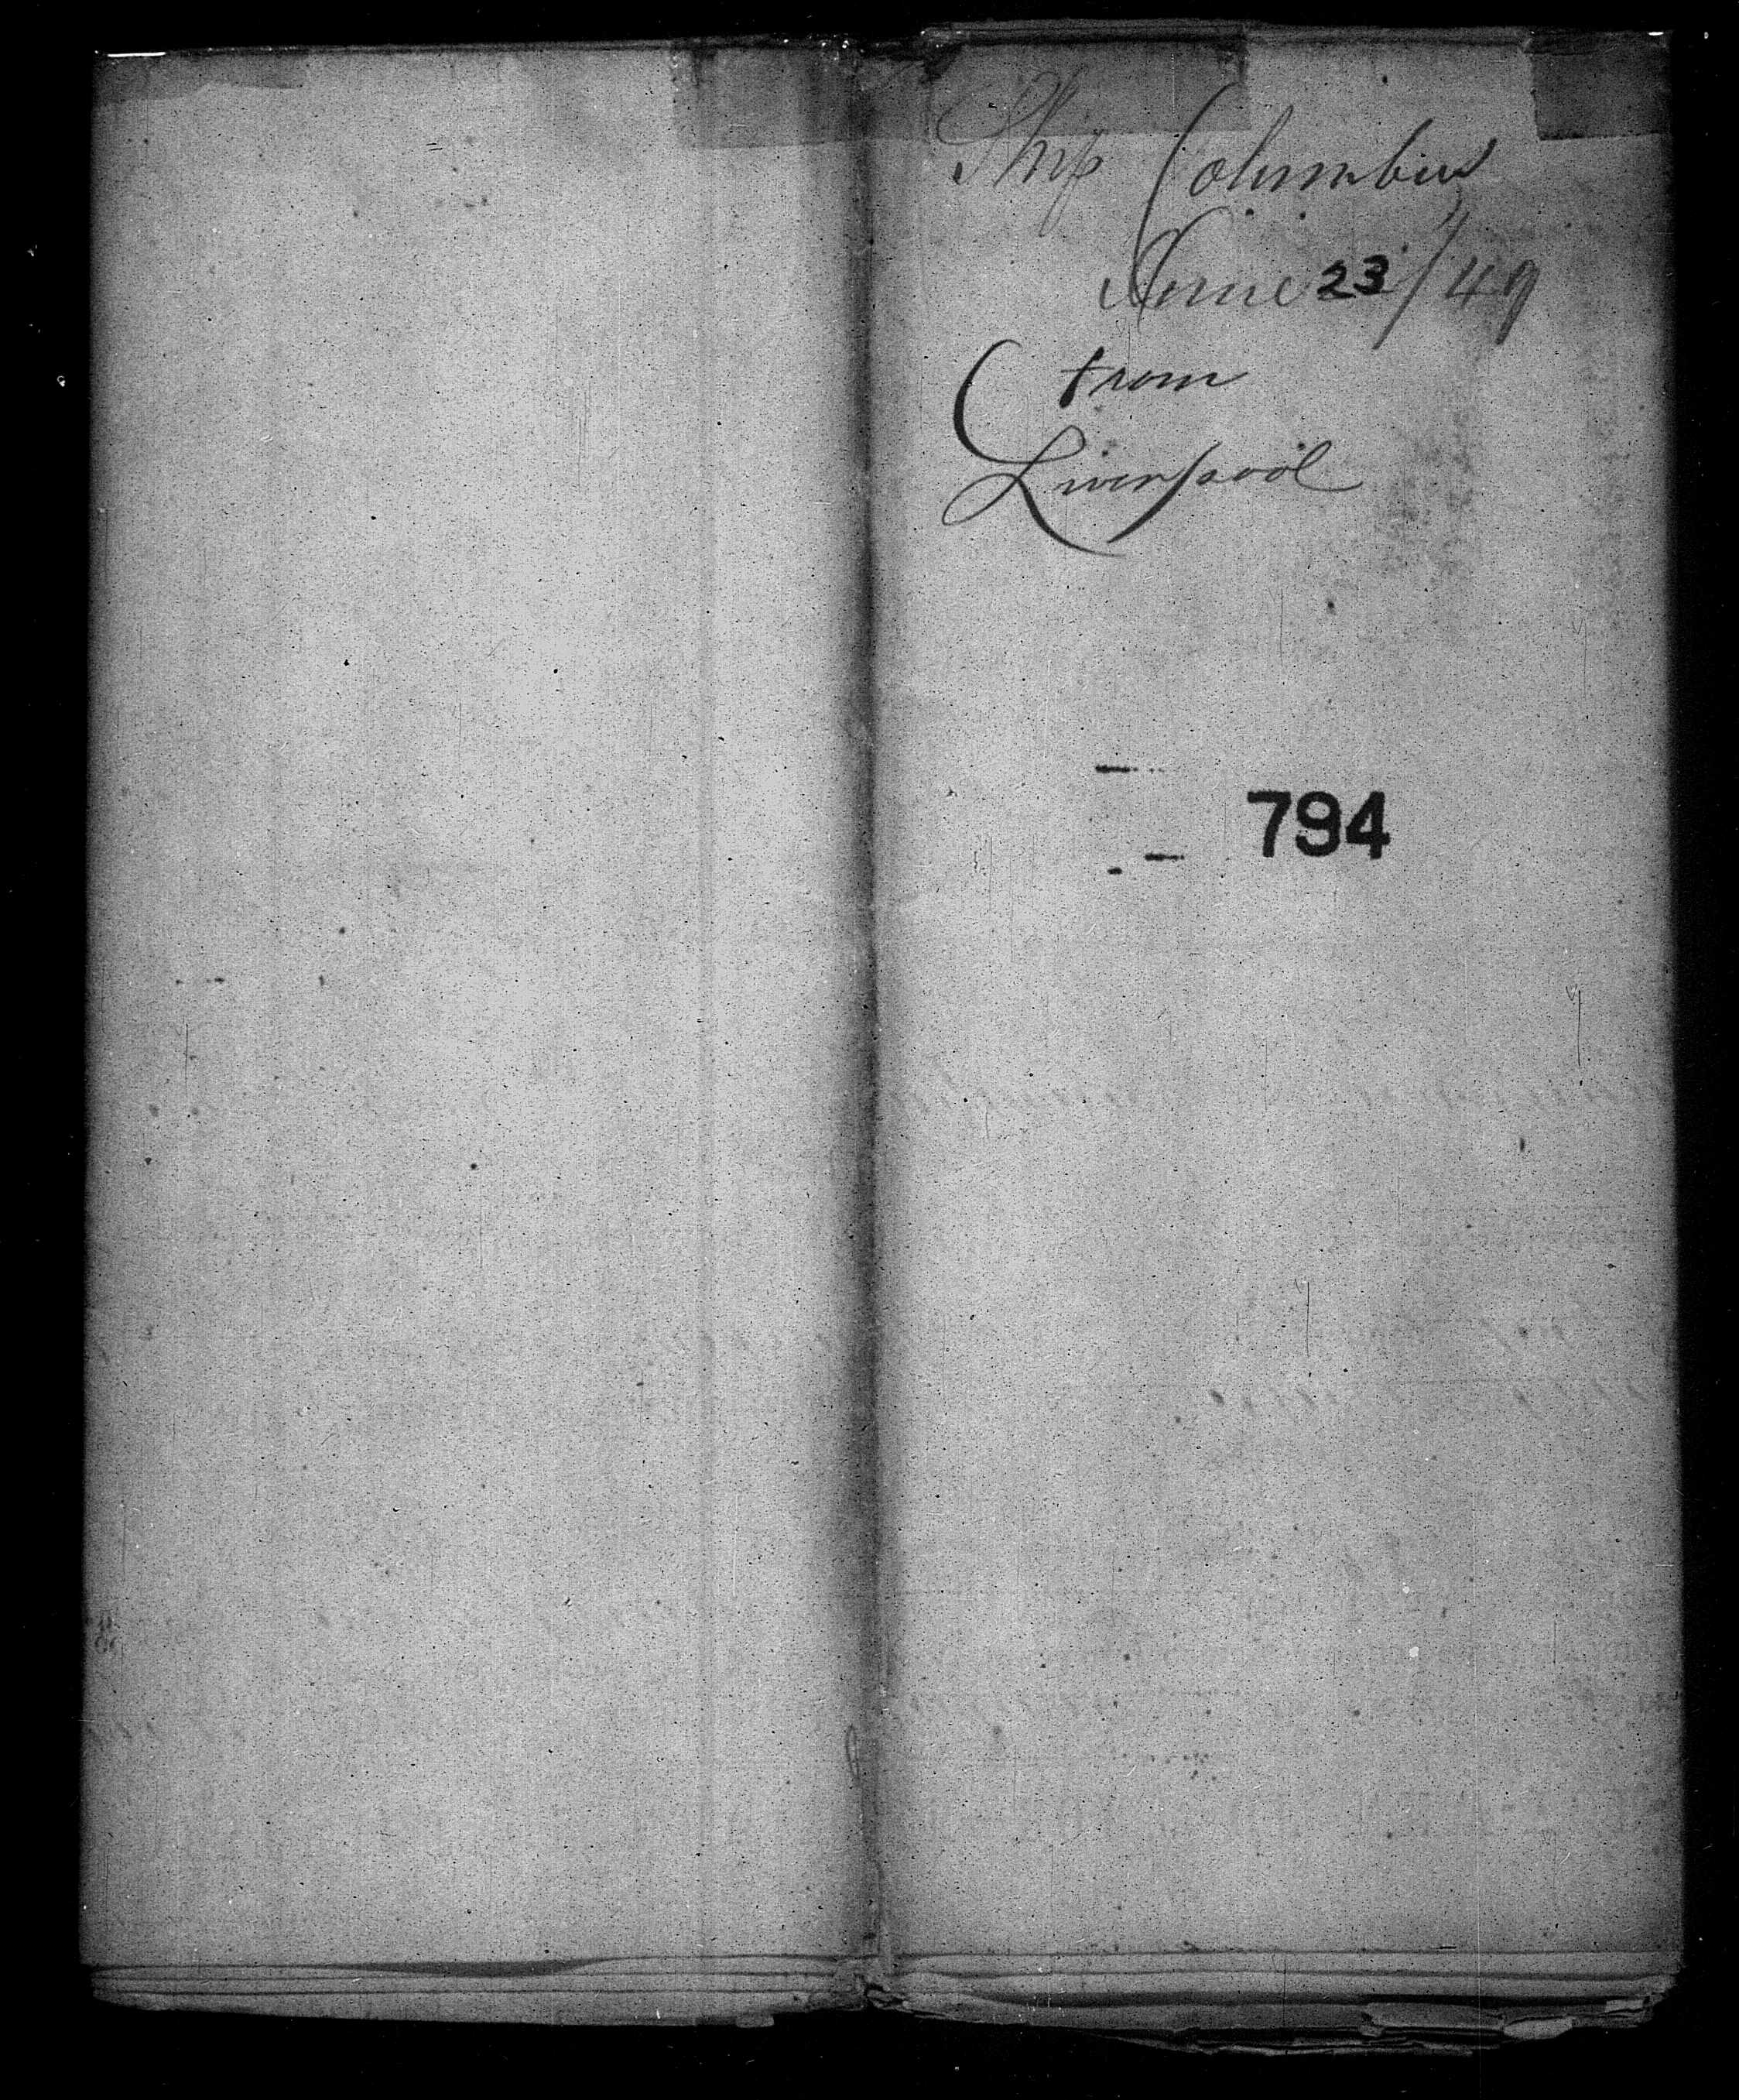 Ship Columbus
June 23/49
from
Liverpool
794